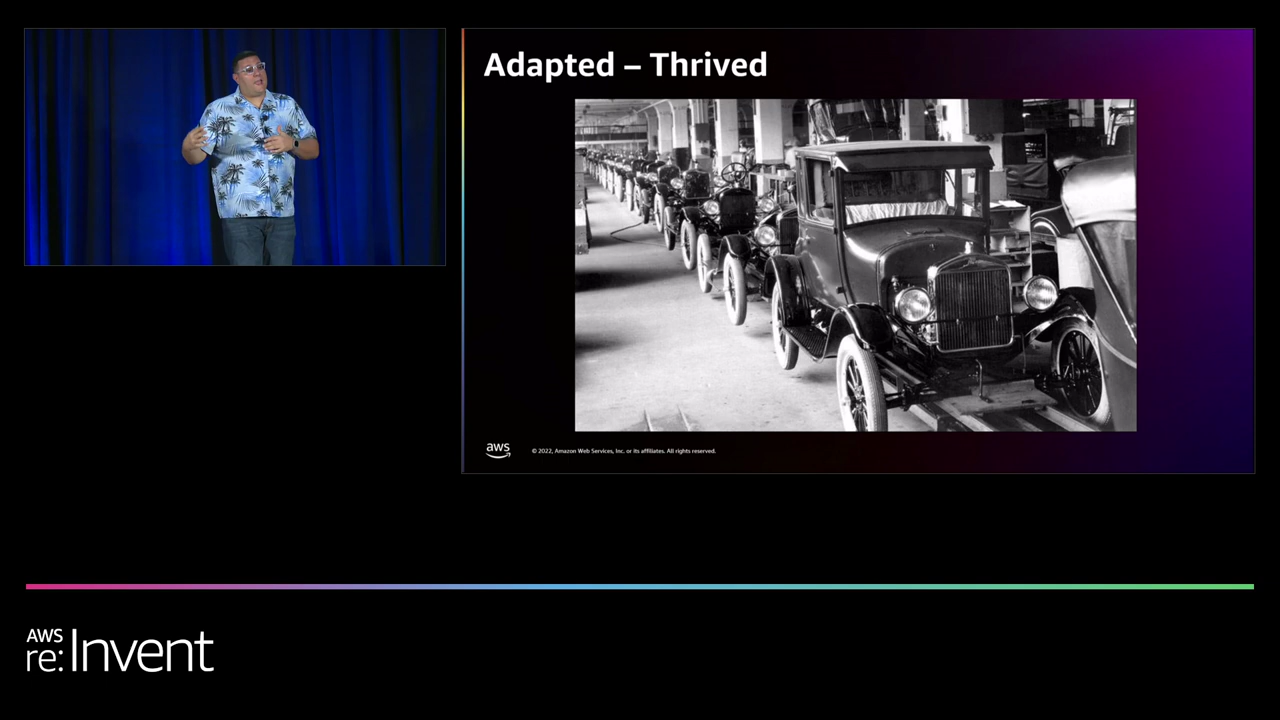 Adapted – Thrived
aws
© 2022, Amazon Web Services, Inc. or its affiliates. All rights reserved.
AWS
re:Invent